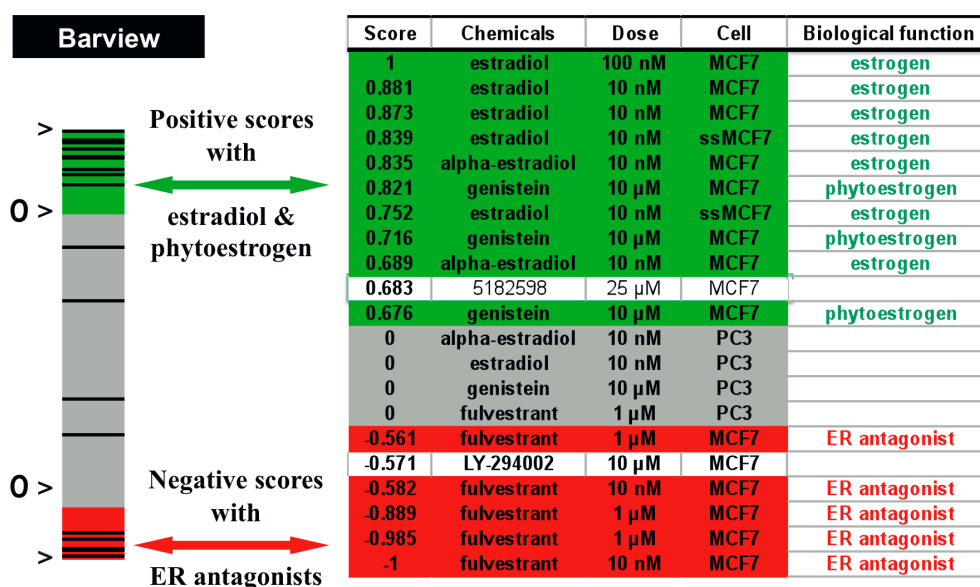 Barview
>
0 >
0 >
>
Positive scores
with
estradiol &
phytoestrogen
Negative scores
with
ER antagonists
Score Chemicals Dose Cell Biological function
1 estradiol 100 nM MCF7 estrogen
0.881 estradiol 10 nM MCF7 estrogen
0.873 estradiol 10 nM MCF7 estrogen
0.839 estradiol 10 nM ssMCF7 estrogen
0.835 alpha-estradiol 10 nM MCF7 estrogen
0.821 genistein 10 µM MCF7 phytoestrogen
0.752 estradiol 10 nM ssMCF7 estrogen
0.716 genistein 10 µM MCF7 phytoestrogen
0.689 alpha-estradiol 10 nM MCF7 estrogen
0.683 5182598 25 µM MCF7
0.676 genistein 10 µM MCF7 phytoestrogen
0 alpha-estradiol 10 nM PC3
0 estradiol 10 nM PC3
0 genistein 10 µM PC3
0 fulvestrant 1 µM PC3
-0.561 fulvestrant 1 µM MCF7 ER antagonist
-0.571 LY-294002 10 µM MCF7
-0.582 fulvestrant 10 nM MCF7 ER antagonist
-0.889 fulvestrant 1 µM MCF7 ER antagonist
-0.985 fulvestrant 1 µM MCF7 ER antagonist
-1 fulvestrant 10 nM MCF7 ER antagonist